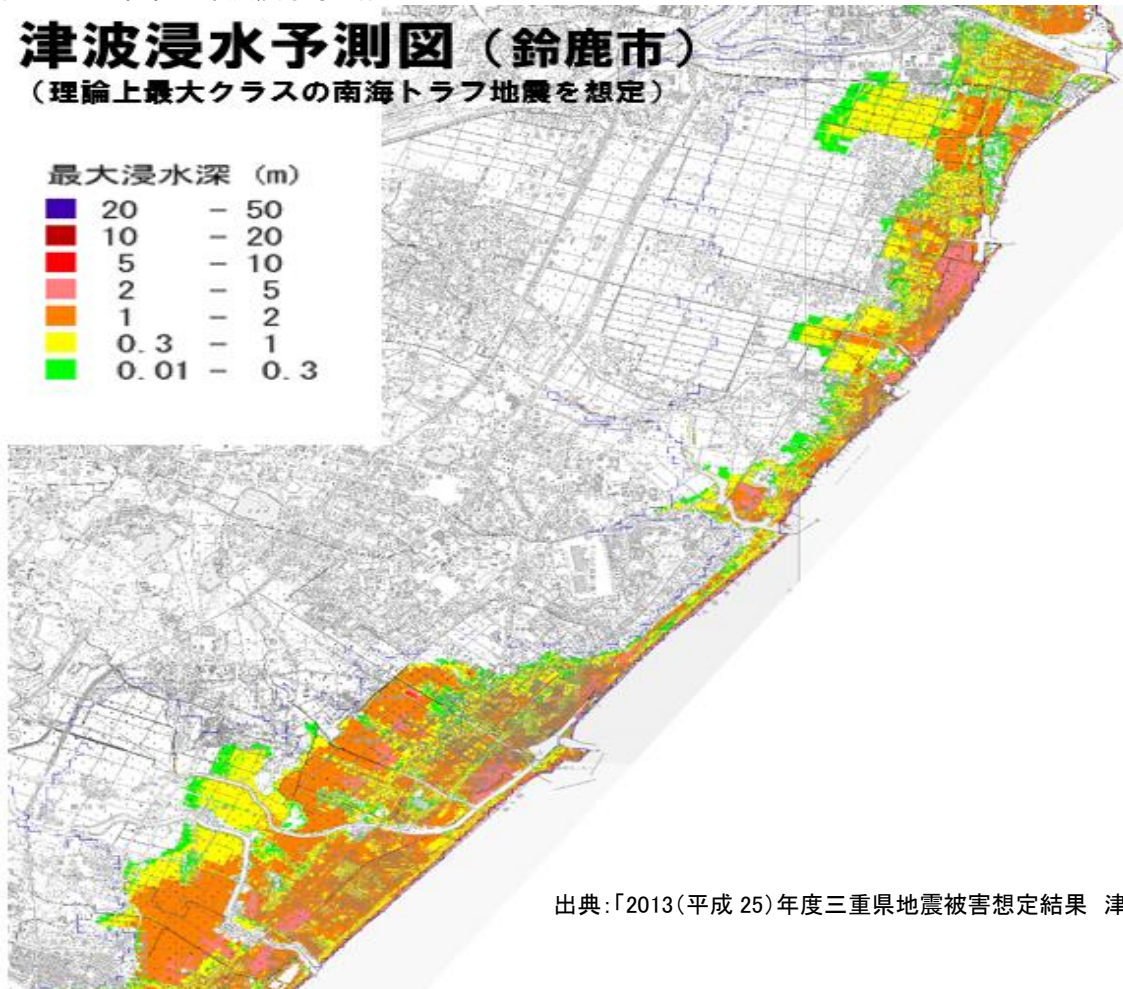 津波浸水予測図（鈴鹿市）
（理論上最大クラスの南海トラフ地震を想定）
最大浸水深 (m)
20 － 50
10 － 20
5 － 10
2 － 5
1 － 2
0.3 － 1
0.01 － 0.3
出典：「2013（平成 25）年度三重県地震被害想定結果 津